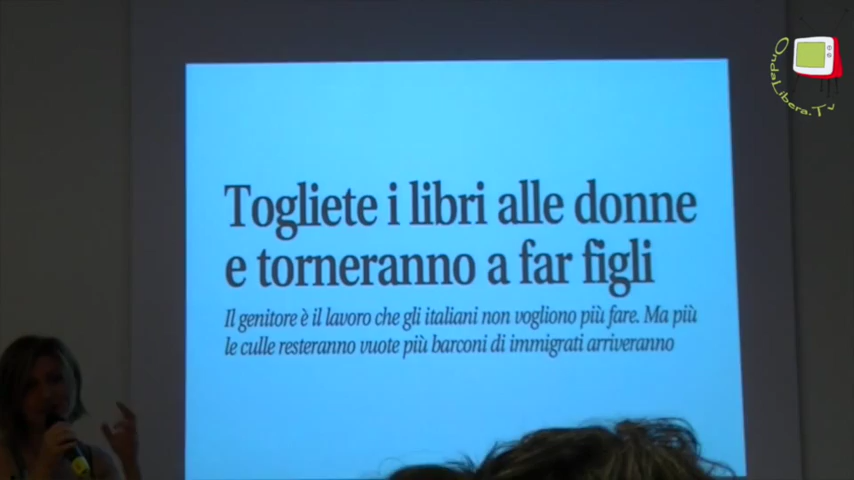 OndaLibera.Tv
Togliete i libri alle donne
e torneranno a far figli
Il genitore è il lavoro che gli italiani non vogliono più fare. Ma più
le culle resteranno vuote più barconi di immigrati arriveranno